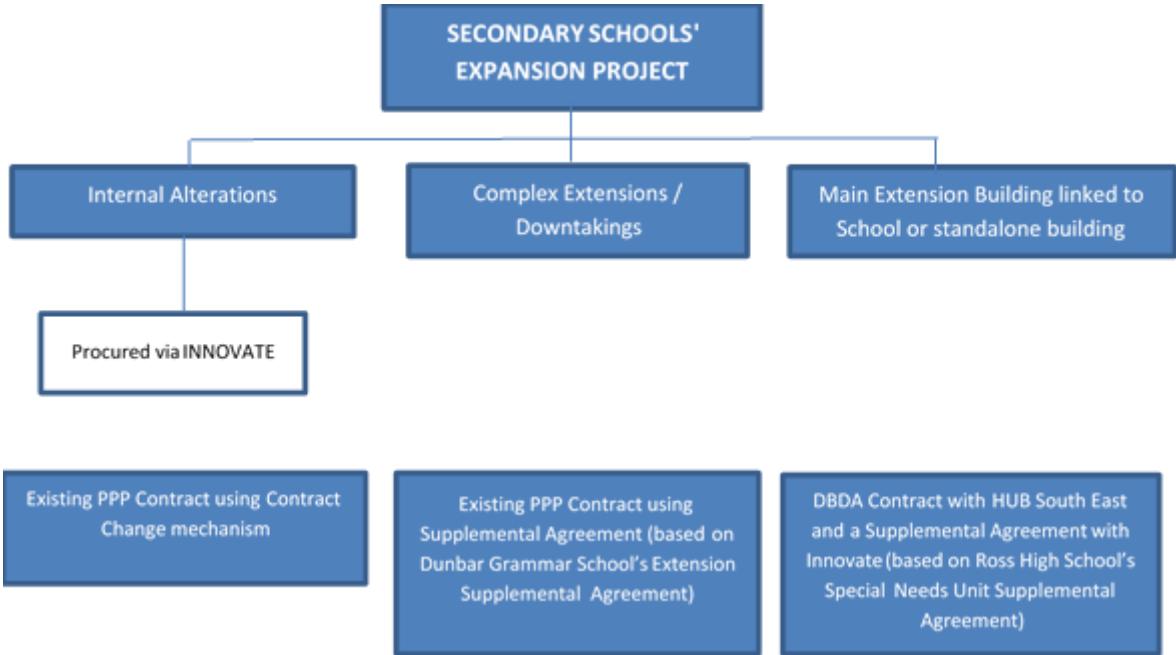 SECONDARY SCHOOLS'
EXPANSION PROJECT
Internal Alterations
Complex Extensions /
Downtakings
Main Extension Building linked to
School or standalone building
Procured via INNOVATE
Existing PPP Contract using Contract
Change mechanism
Existing PPP Contract using
Supplemental Agreement (based on
Dunbar Grammar School's Extension
Supplemental Agreement)
DBDA Contract with HUB South East
and a Supplemental Agreement with
Innovate (based on Ross High School's
Special Needs Unit Supplemental
Agreement)